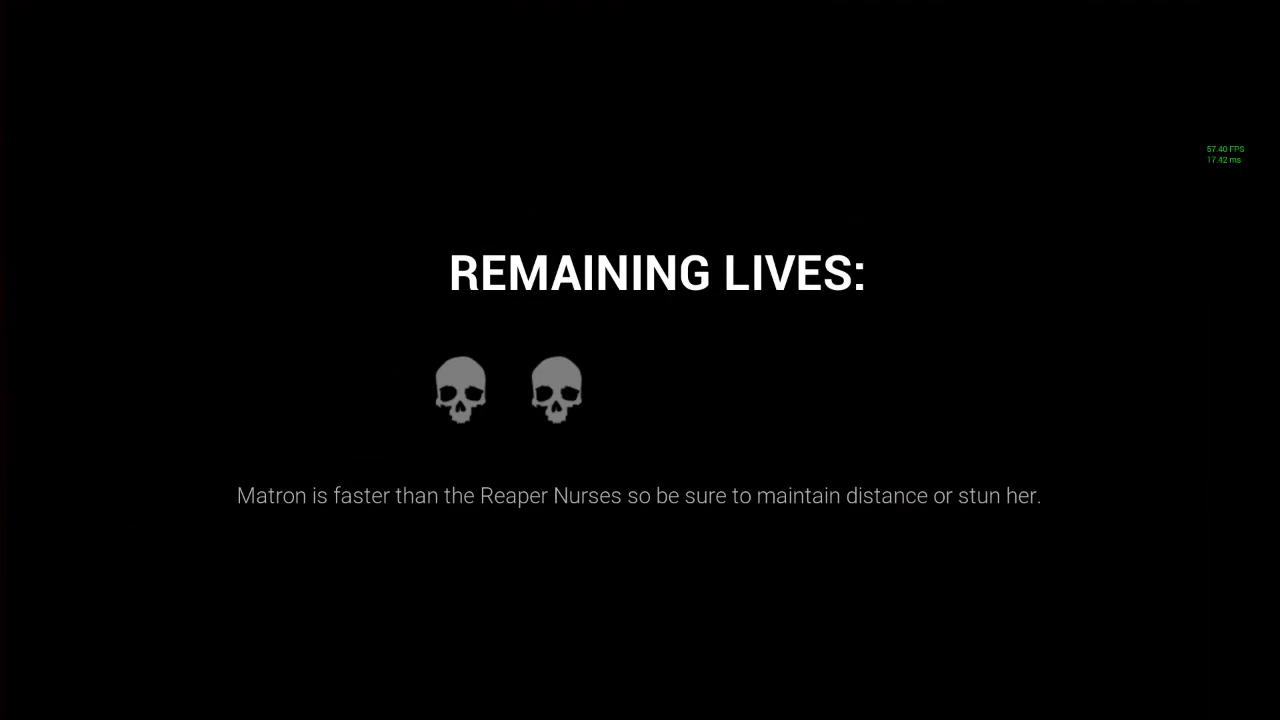 57.40 FPS
17.42 ms
REMAINING LIVES:
Matron is faster than the Reaper Nurses so be sure to maintain distance or stun her.